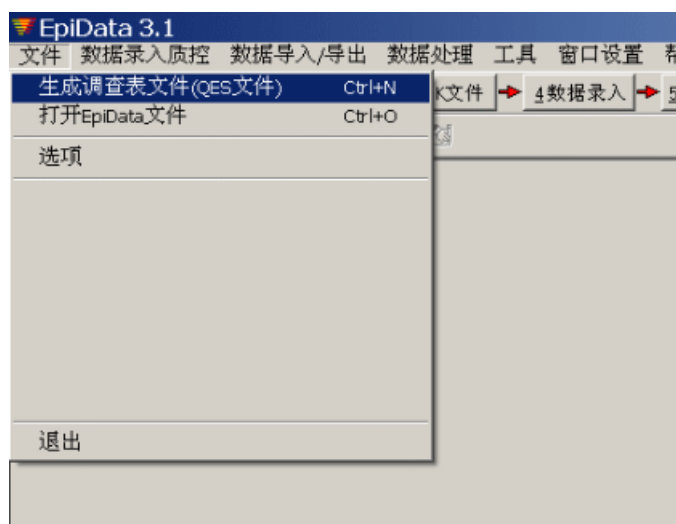 EpiData 3.1
文件 数据录入质控 数据导入/导出 数据处理 工具 窗口设置
生成调查表文件(QES文件) Ctrl+N
K文件 4数据录入 5
打开EpiData文件 Ctrl+O
选项
退出